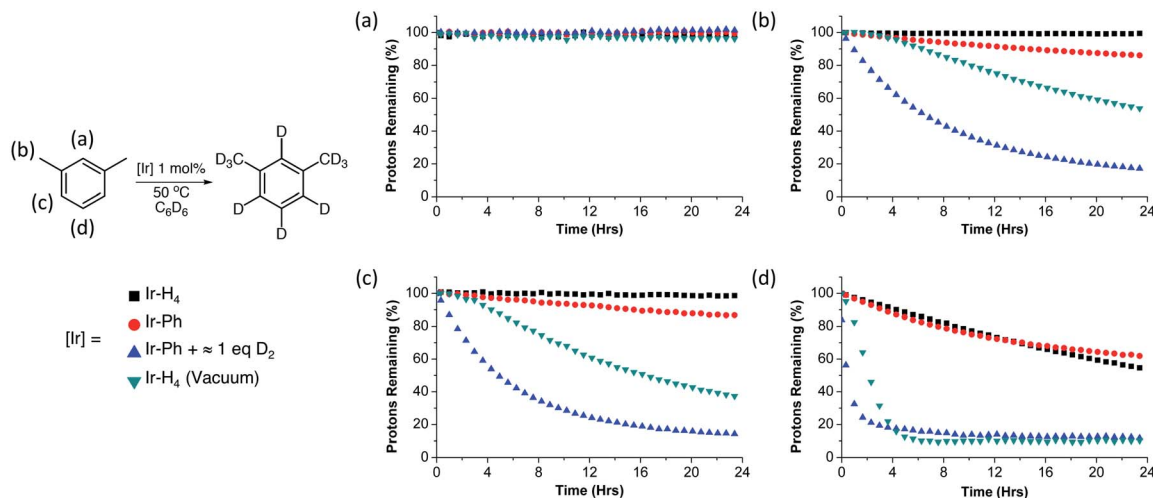 (a)
Protons Remaining (%)
100
80
60
40
20
0
0 4 8 12 16 20 24
Time (Hrs)
(b)
Protons Remaining (%)
100
80
60
40
20
0
0 4 8 12 16 20 24
Time (Hrs)
(a)
(b)
(c)
(d)
[Ir] 1 mol%
50 °C
C₆D₆
D
D₃C CD₃
D D
D
[Ir] =
Ir-H₄
Ir-Ph
Ir-Ph + ≈ 1 eq D₂
Ir-H₄ (Vacuum)
(c)
Protons Remaining (%)
100
80
60
40
20
0
0 4 8 12 16 20 24
Time (Hrs)
(d)
Protons Remaining (%)
100
80
60
40
20
0
0 4 8 12 16 20 24
Time (Hrs)